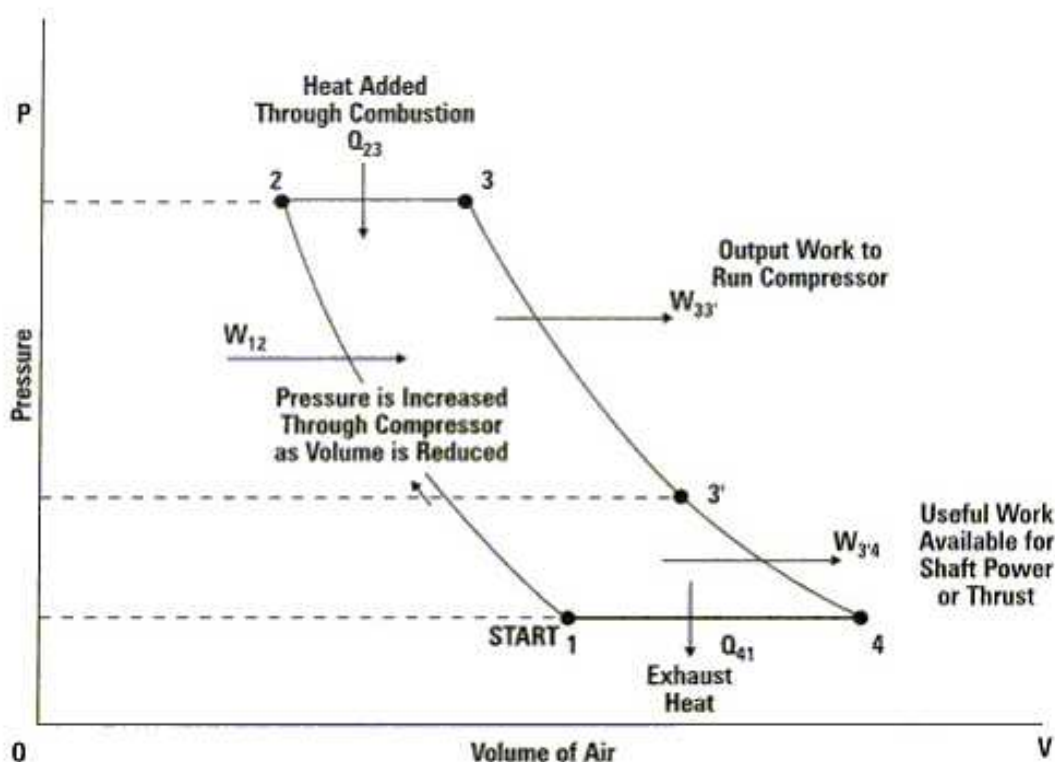 P
Heat Added
Through Combustion
Q23
2
3
Output Work to
Run Compressor
W33'
W12
Pressure
Pressure is Increased
Through Compressor
as Volume is Reduced
3'
Useful Work
Available for
Shaft Power
or Thrust
W3'4
START 1
Q41
4
Exhaust
Heat
0
Volume of Air
V